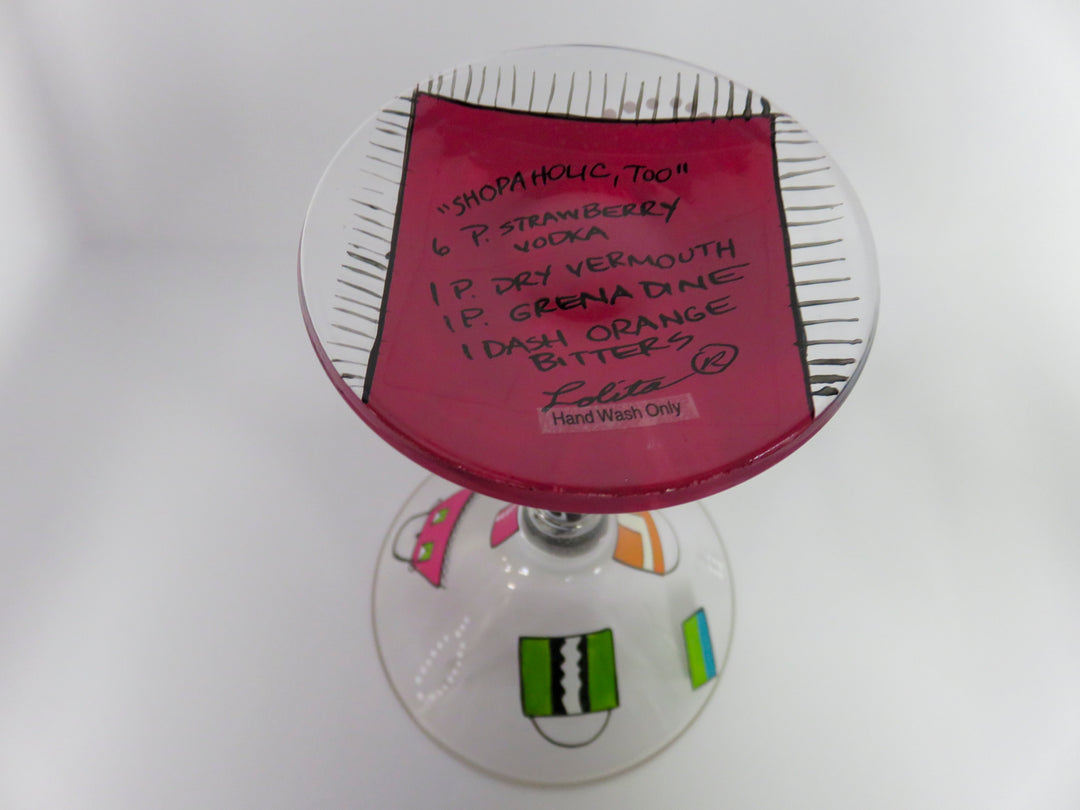 "SHOPAHOLIC, TOO"
6 P. STRAWBERRY
VODKA
1 P. DRY VERMOUTH
1 P. GRENADINE
1 DASH ORANGE
BITTERS
Lolita ®
Hand Wash Only